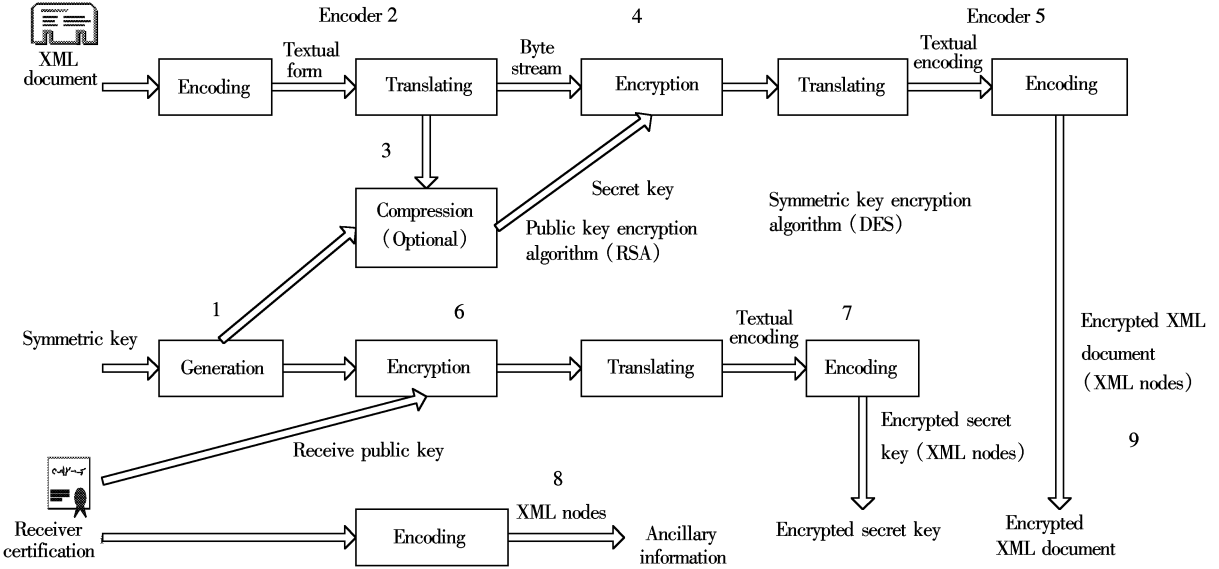 Encoder 2
4
Encoder 5
XML
document
Encoding
Textual
form
Translating
Byte
stream
Encryption
Translating
Textual
encoding
Encoding
3
Compression
(Optional)
Secret key
Public key encryption
algorithm (RSA)
Symmetric key encryption
algorithm (DES)
1
6
7
Symmetric key
Generation
Encryption
Translating
Textual
encoding
Encoding
Encrypted XML
document
(XML nodes)
Receive public key
Encrypted secret
key (XML nodes)
9
8
Receiver
certification
Encoding
XML nodes
Ancillary
information
Encrypted secret key
Encrypted
XML document